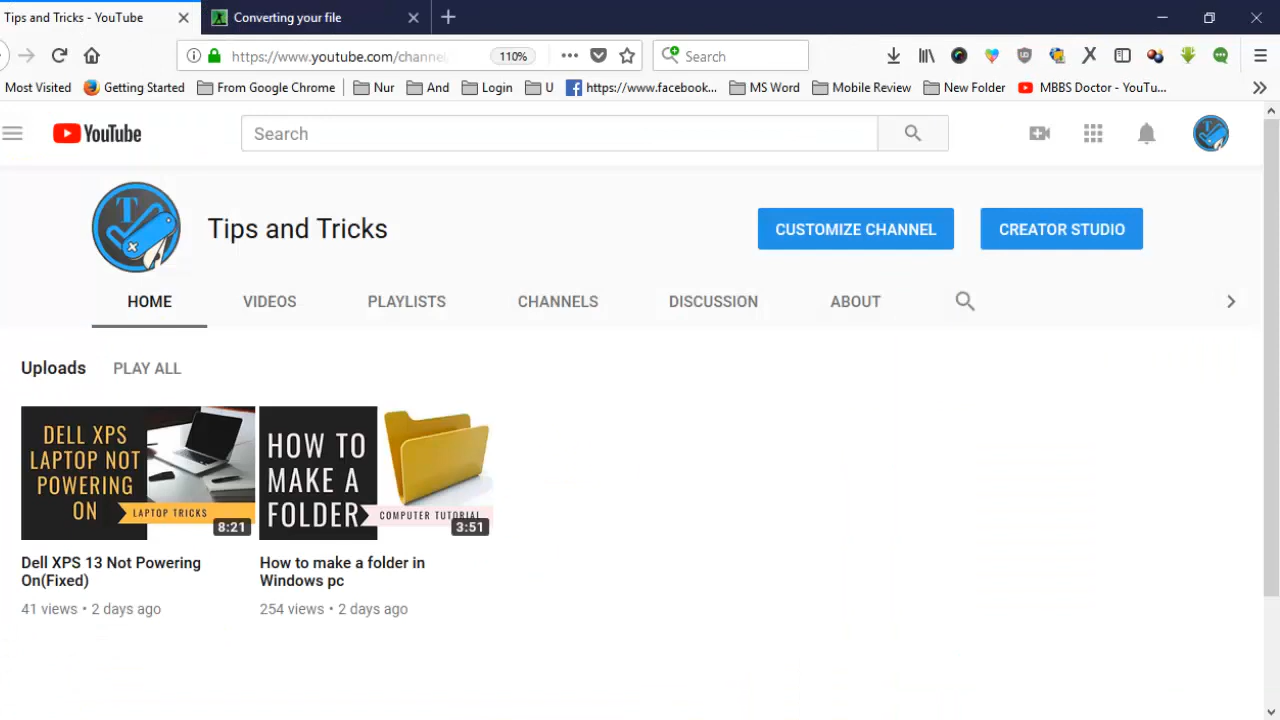 Tips and Tricks - YouTube
Converting your file
https://www.youtube.com/channe
110%
Search
Most Visited
Getting Started
From Google Chrome
Nur
And
Login
U
https://www.facebook...
MS Word
Mobile Review
New Folder
MBBS Doctor - YouTu...
YouTube
Search
Tips and Tricks
CUSTOMIZE CHANNEL
CREATOR STUDIO
HOME
VIDEOS
PLAYLISTS
CHANNELS
DISCUSSION
ABOUT
Uploads
PLAY ALL
DELL XPS
LAPTOP NOT
POWERING
ON
LAPTOP TRICKS
8:21
HOW TO
MAKE A
FOLDER
COMPUTER TUTORIAL
3:51
Dell XPS 13 Not Powering
On(Fixed)
41 views • 2 days ago
How to make a folder in
Windows pc
254 views • 2 days ago